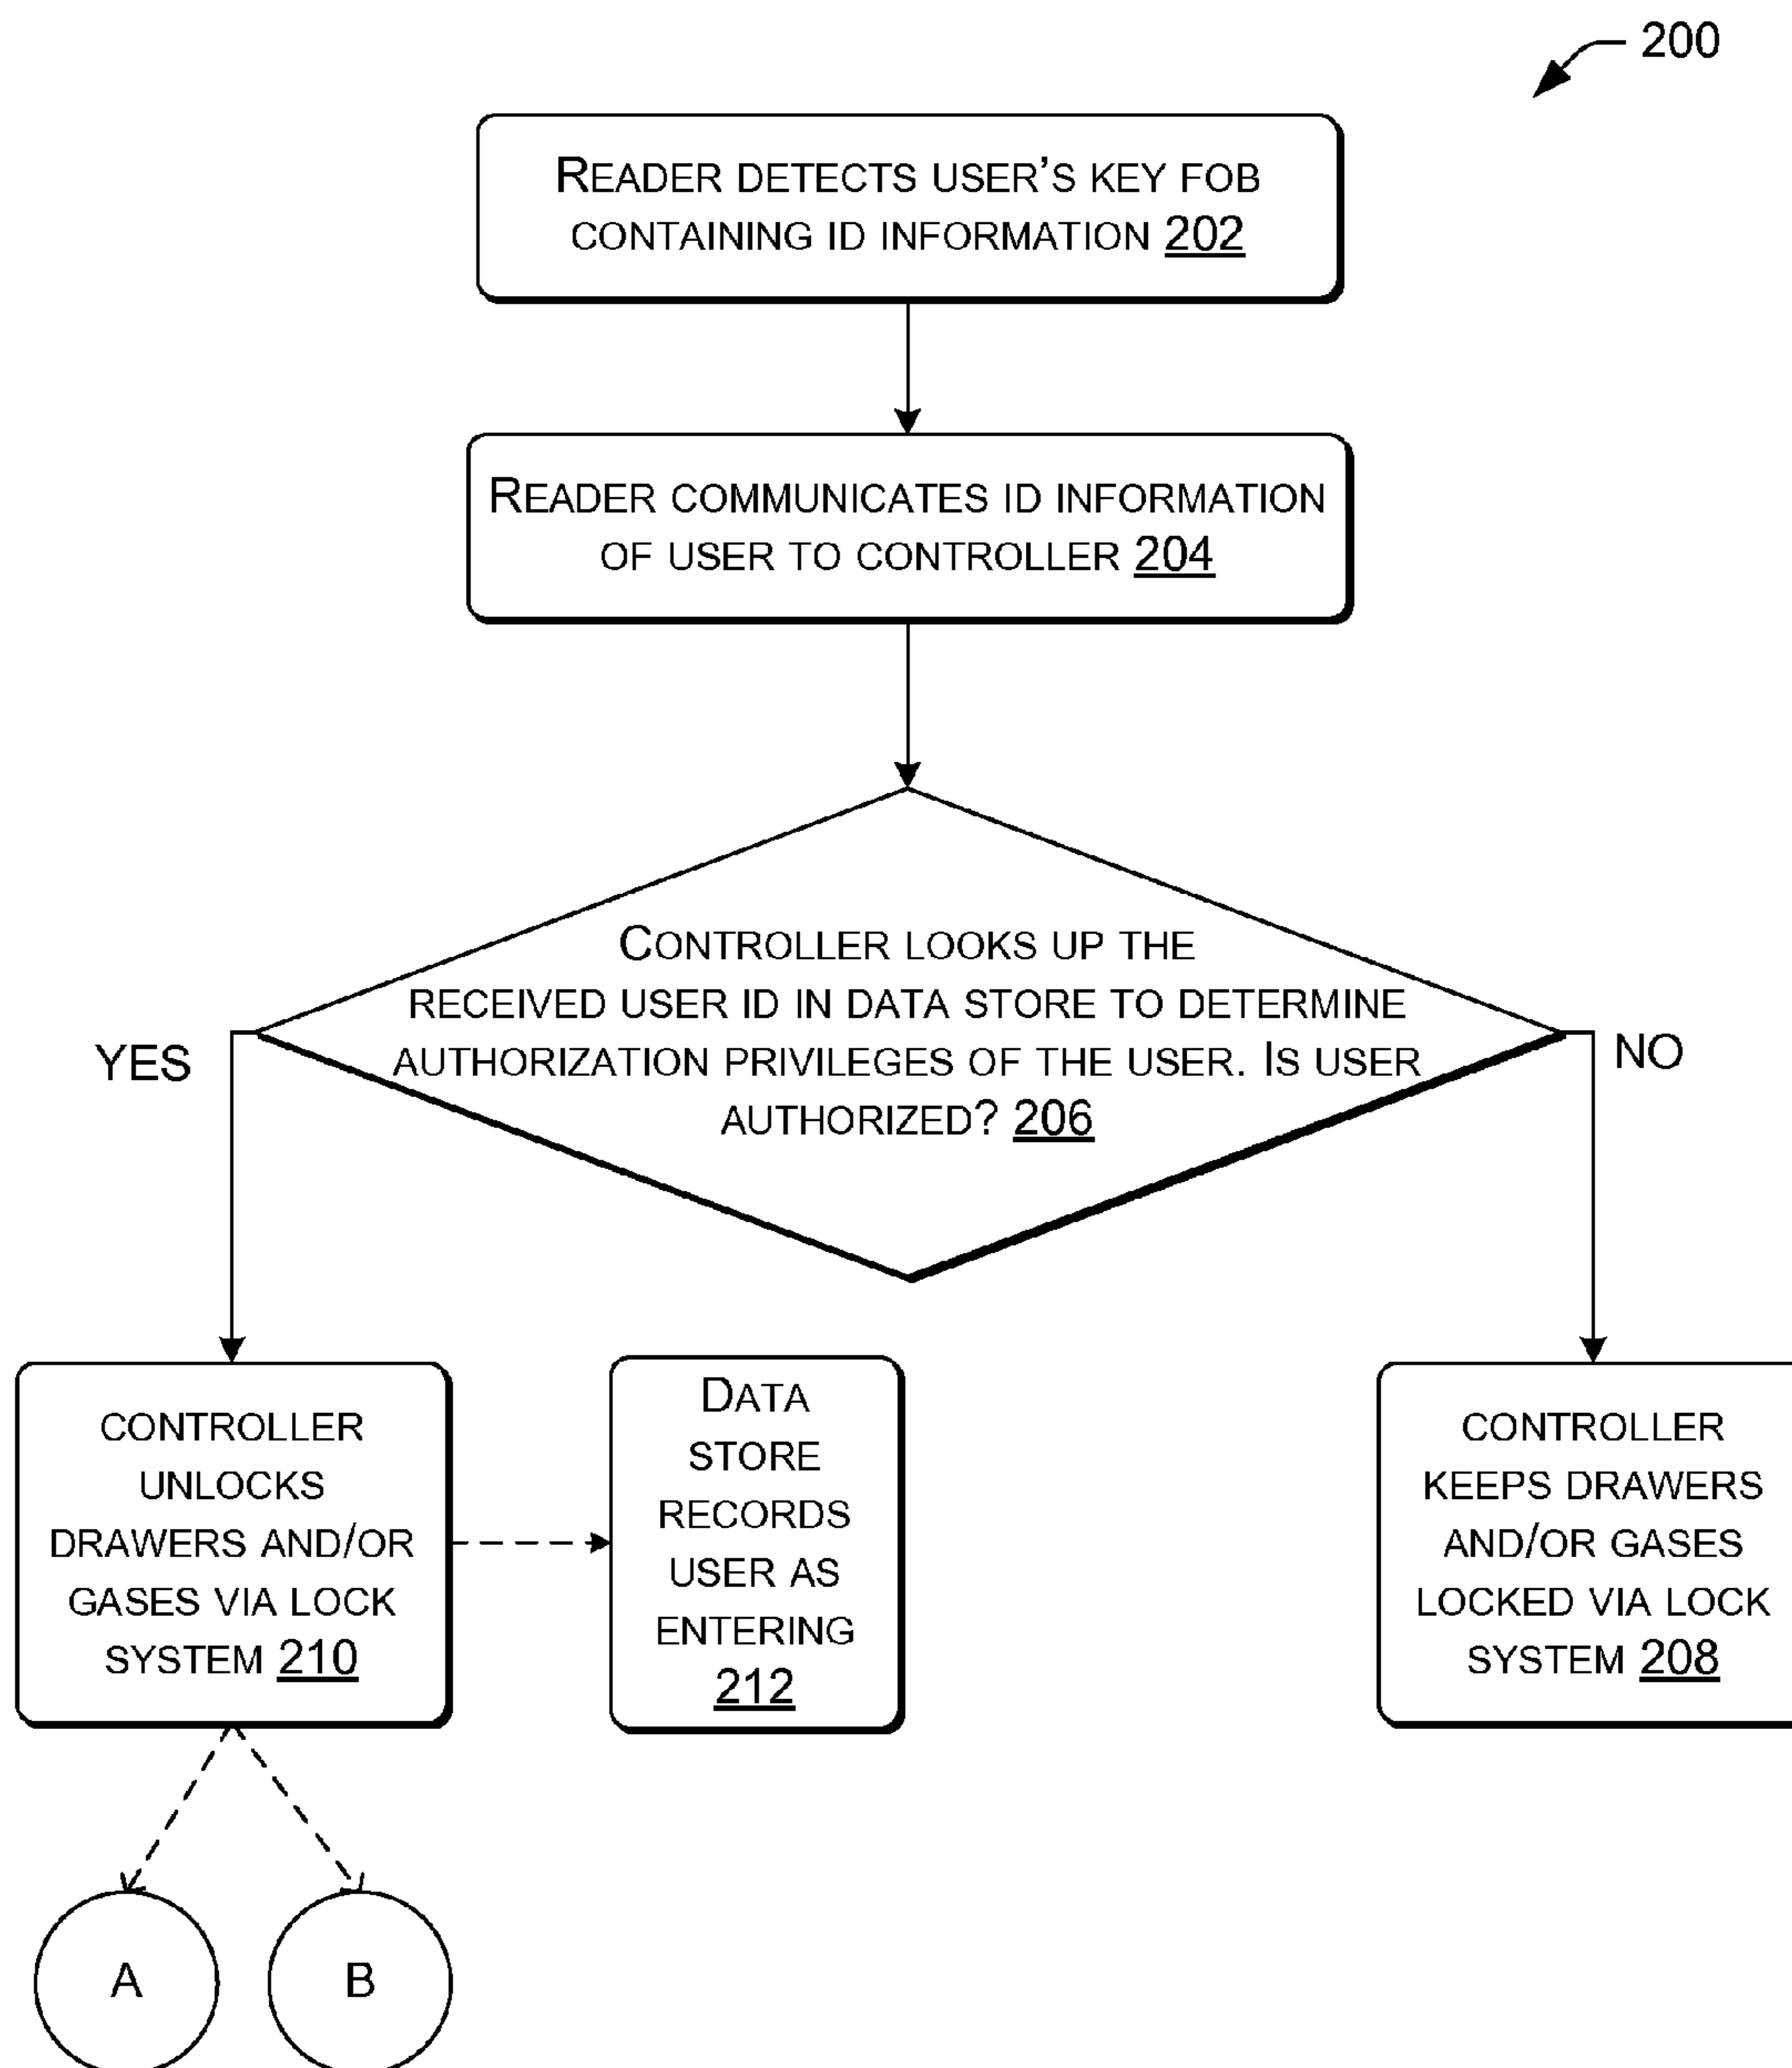 200
READER DETECTS USER'S KEY FOB
CONTAINING ID INFORMATION 202
READER COMMUNICATES ID INFORMATION
OF USER TO CONTROLLER 204
CONTROLLER LOOKS UP THE
RECEIVED USER ID IN DATA STORE TO DETERMINE
AUTHORIZATION PRIVILEGES OF THE USER. IS USER
AUTHORIZED? 206
YES
NO
CONTROLLER
UNLOCKS
DRAWERS AND/OR
GASES VIA LOCK
SYSTEM 210
DATA
STORE
RECORDS
USER AS
ENTERING
212
CONTROLLER
KEEPS DRAWERS
AND/OR GASES
LOCKED VIA LOCK
SYSTEM 208
A
B